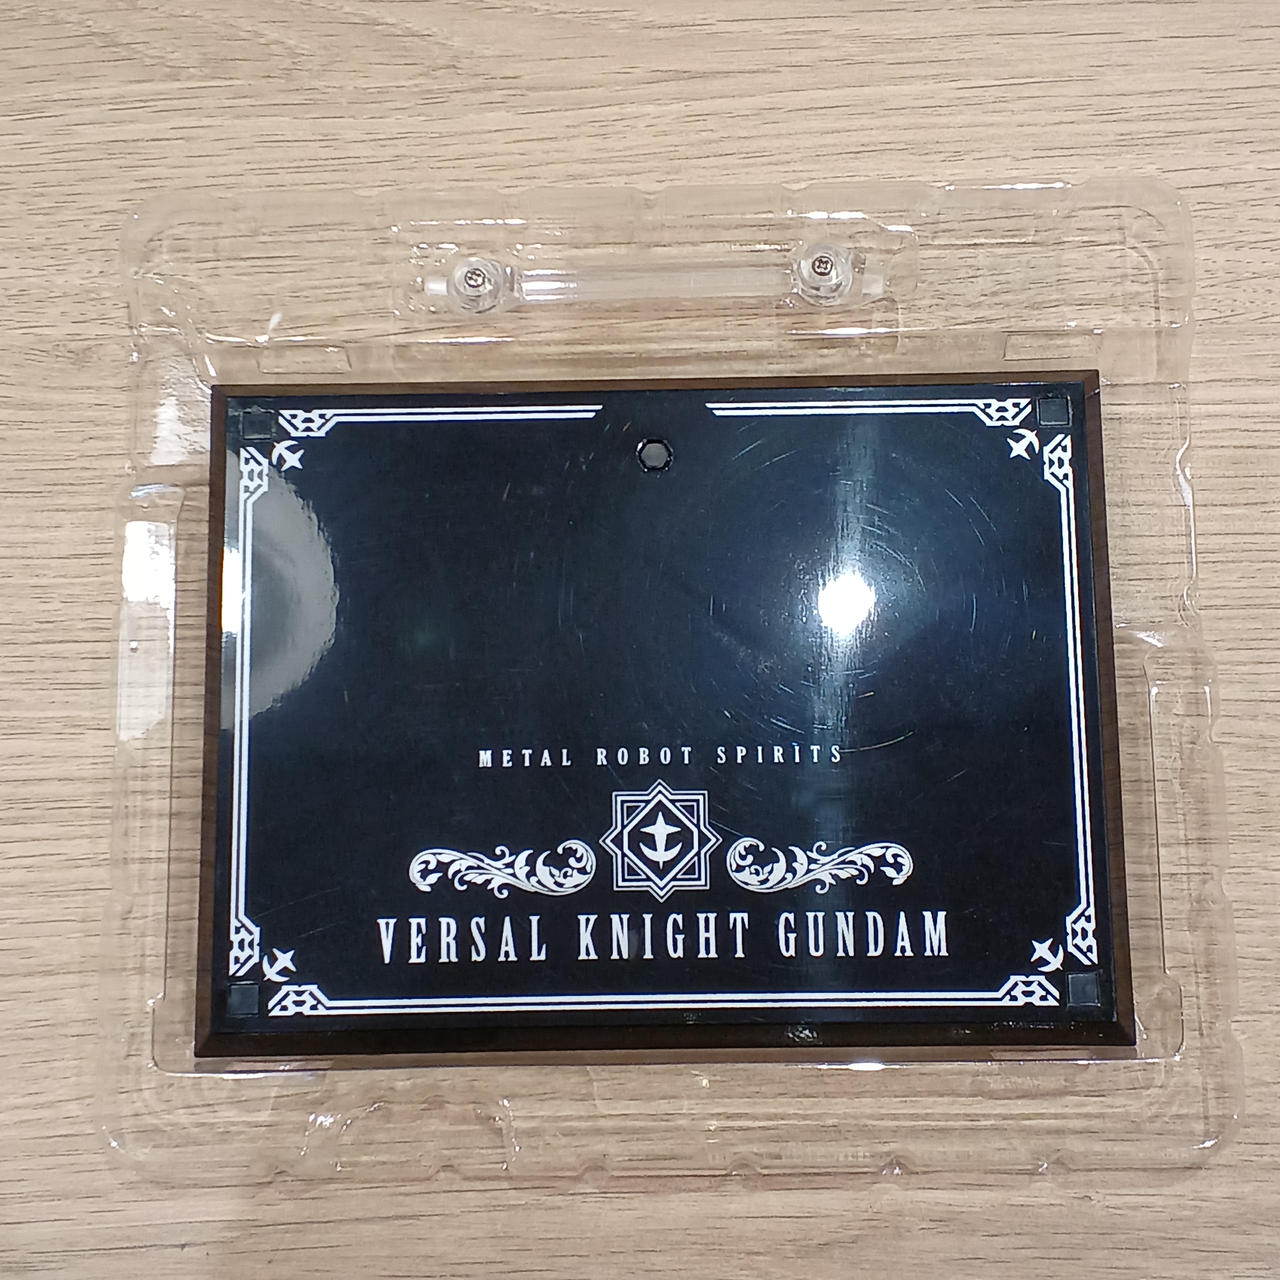 METAL ROBOT SPIRITS
VERSAL KNIGHT GUNDAM